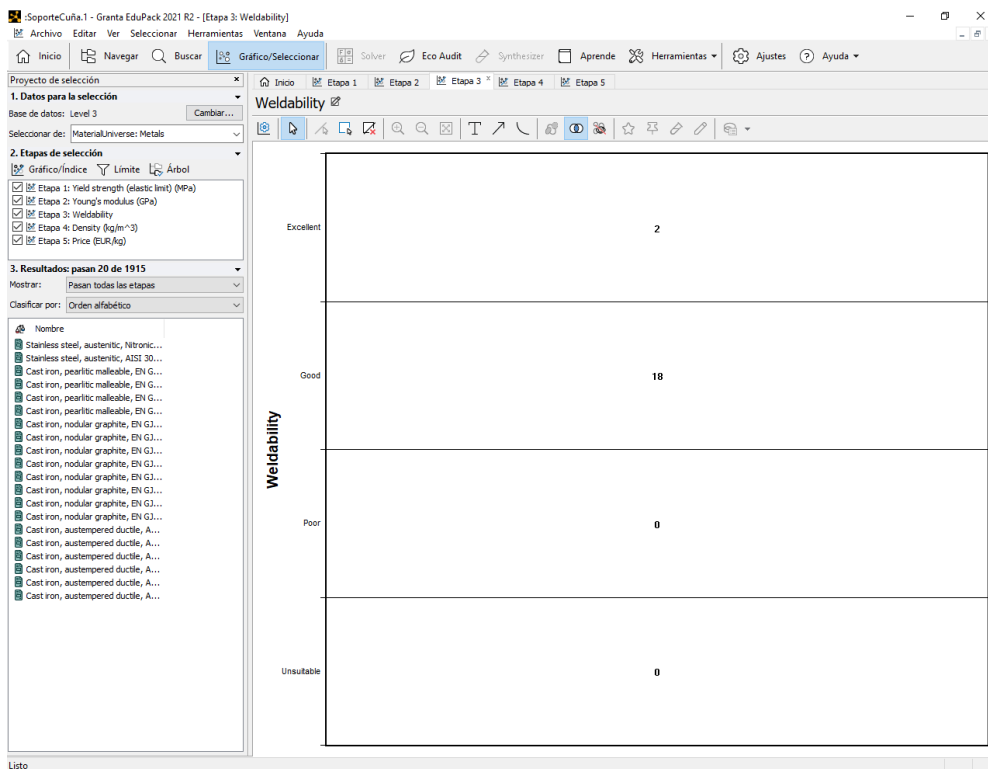 :SoporteCuña.1 - Granta EduPack 2021 R2 - [Etapa 3: Weldability]
Archivo Editar Ver Seleccionar Herramientas Ventana Ayuda
Inicio Navegar Buscar Gráfico/Seleccionar Solver Eco Audit Synthesizer Aprende Herramientas Ajustes Ayuda
Proyecto de selección
1. Datos para la selección
Base de datos: Level 3 Cambiar...
Seleccionar de: MaterialUniverse: Metals
2. Etapas de selección
Gráfico/Índice Límite Árbol
Etapa 1: Yield strength (elastic limit) (MPa)
Etapa 2: Young's modulus (GPa)
Etapa 3: Weldability
Etapa 4: Density (kg/m^3)
Etapa 5: Price (EUR/kg)
3. Resultados: pasan 20 de 1915
Mostrar: Pasan todas las etapas
Clasificar por: Orden alfabético
Nombre
Stainless steel, austenitic, Nitronic...
Stainless steel, austenitic, AISI 30...
Cast iron, pearlitic malleable, EN G...
Cast iron, pearlitic malleable, EN G...
Cast iron, pearlitic malleable, EN G...
Cast iron, pearlitic malleable, EN G...
Cast iron, nodular graphite, EN GJ...
Cast iron, nodular graphite, EN GJ...
Cast iron, nodular graphite, EN GJ...
Cast iron, nodular graphite, EN GJ...
Cast iron, nodular graphite, EN GJ...
Cast iron, nodular graphite, EN GJ...
Cast iron, nodular graphite, EN GJ...
Cast iron, nodular graphite, EN GJ...
Cast iron, austempered ductile, A...
Cast iron, austempered ductile, A...
Cast iron, austempered ductile, A...
Cast iron, austempered ductile, A...
Cast iron, austempered ductile, A...
Cast iron, austempered ductile, A...
Listo
Inicio Etapa 1 Etapa 2 Etapa 3 Etapa 4 Etapa 5
Weldability
Weldability
Excellent 2
Good 18
Poor 0
Unsuitable 0